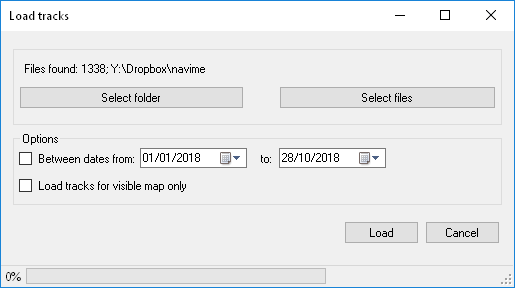 Load tracks
Files found: 1338; Y:\Dropbox\navime
Select folder Select files
Options
Between dates from: 01/01/2018 to: 28/10/2018
Load tracks for visible map only
Load Cancel
0%